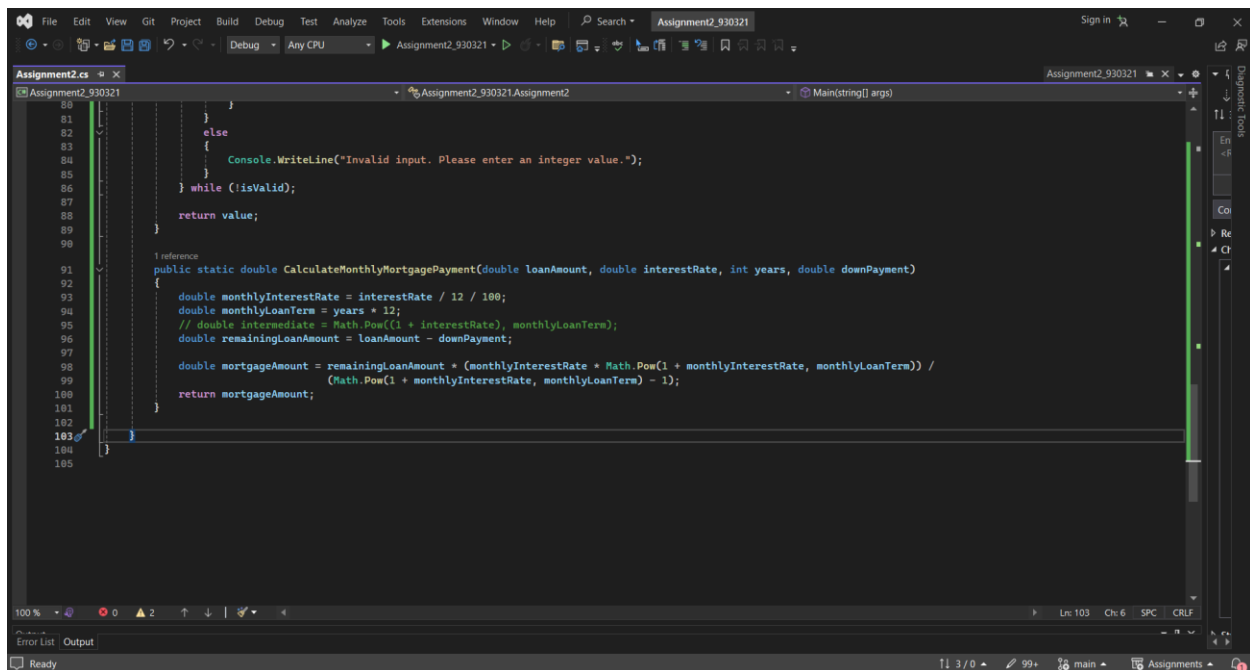 File Edit View Git Project Build Debug Test Analyze Tools Extensions Window Help Search Assignment2_930321 Sign in
Debug Any CPU Assignment2_930321
Assignment2.cs Assignment2_930321
Assignment2_930321 Assignment2_930321.Assignment2 Main(string[] args)
Diagnostic Tools
80 }
81 }
82 else
83 {
84 Console.WriteLine("Invalid input. Please enter an integer value.");
85 }
86 } while (!isValid);
87
88 return value;
89 }
90
1 reference
91 public static double CalculateMonthlyMortgagePayment(double loanAmount, double interestRate, int years, double downPayment)
92 {
93 double monthlyInterestRate = interestRate / 12 / 100;
94 double monthlyLoanTerm = years * 12;
95 // double intermediate = Math.Pow((1 + interestRate), monthlyLoanTerm);
96 double remainingLoanAmount = loanAmount - downPayment;
97
98 double mortgageAmount = remainingLoanAmount * (monthlyInterestRate * Math.Pow(1 + monthlyInterestRate, monthlyLoanTerm)) /
99 (Math.Pow(1 + monthlyInterestRate, monthlyLoanTerm) - 1);
100 return mortgageAmount;
101 }
102
103 }
104 }
105
100 % 0 2 Ln: 103 Ch: 6 SPC CRLF
Error List Output
Ready 3 / 0 99+ main Assignments